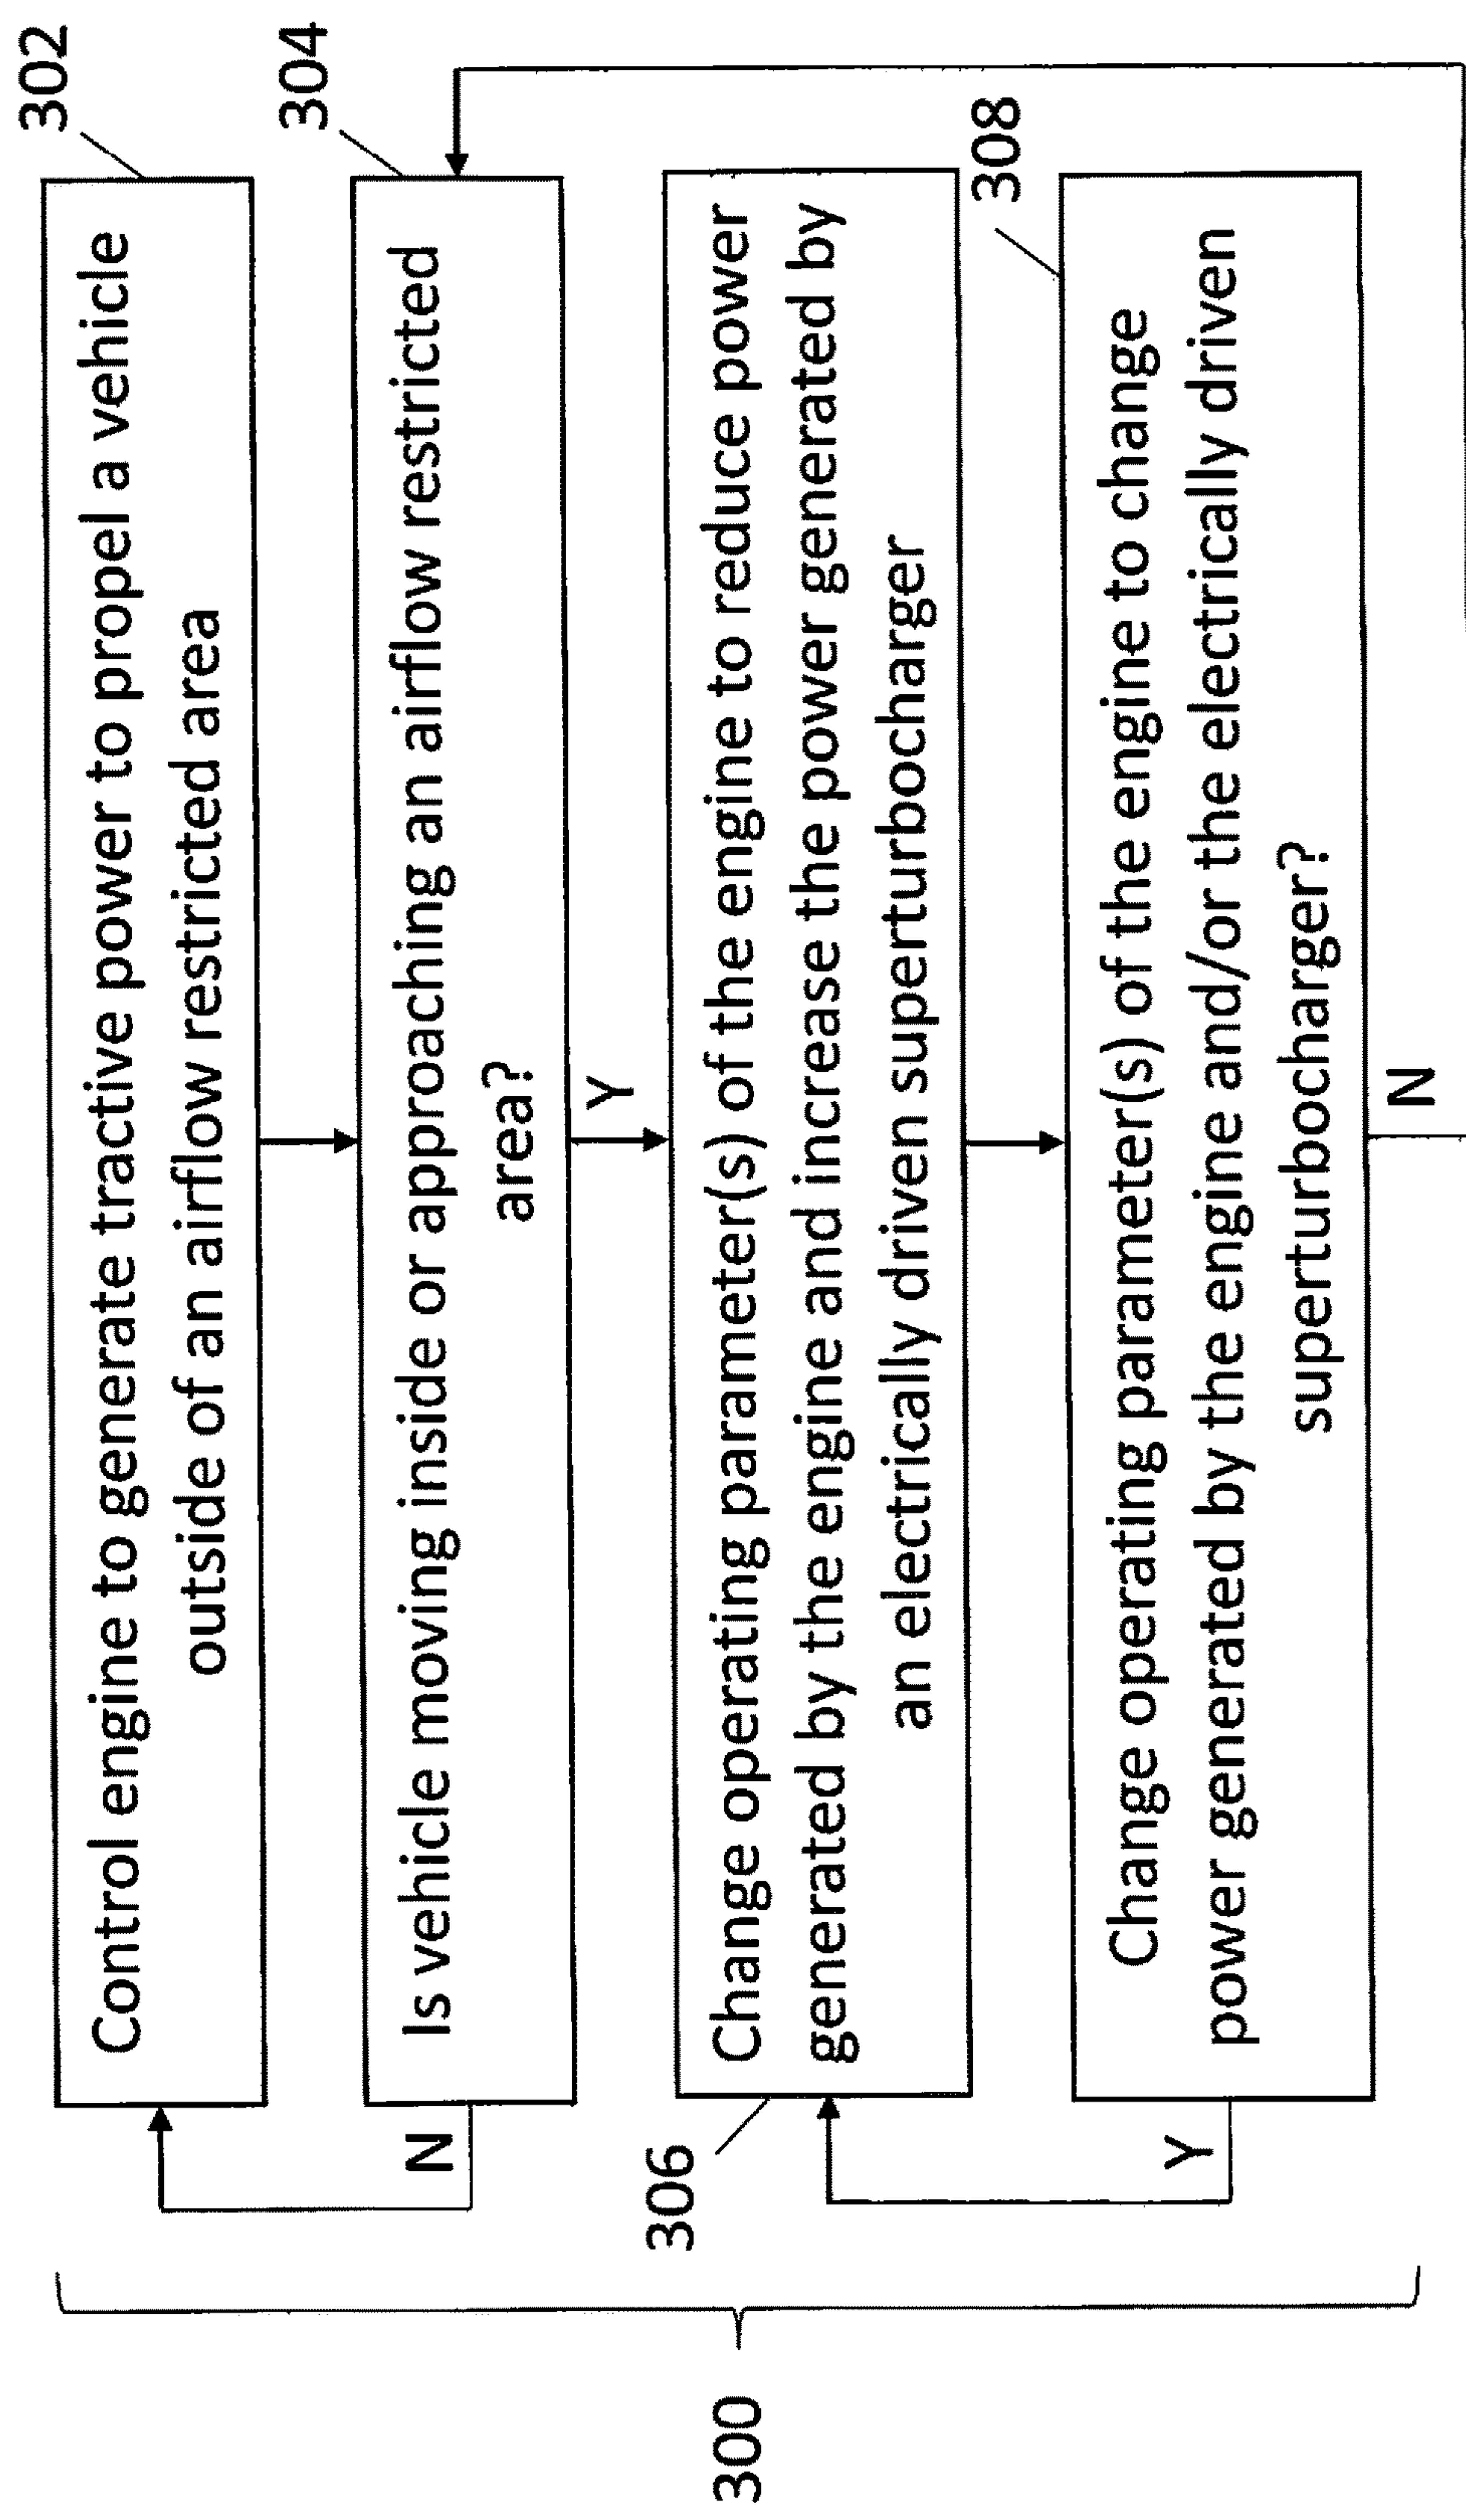 302
Control engine to generate tractive power to propel a vehicle
outside of an airflow restricted area
304
Is vehicle moving inside or approaching an airflow restricted
area?
N
Y
306
Change operating parameter(s) of the engine to reduce power
generated by the engine and increase the power generated by
an electrically driven superturbocharger
308
Change operating parameter(s) of the engine to change
power generated by the engine and/or the electrically driven
superturbocharger?
Y
N
300